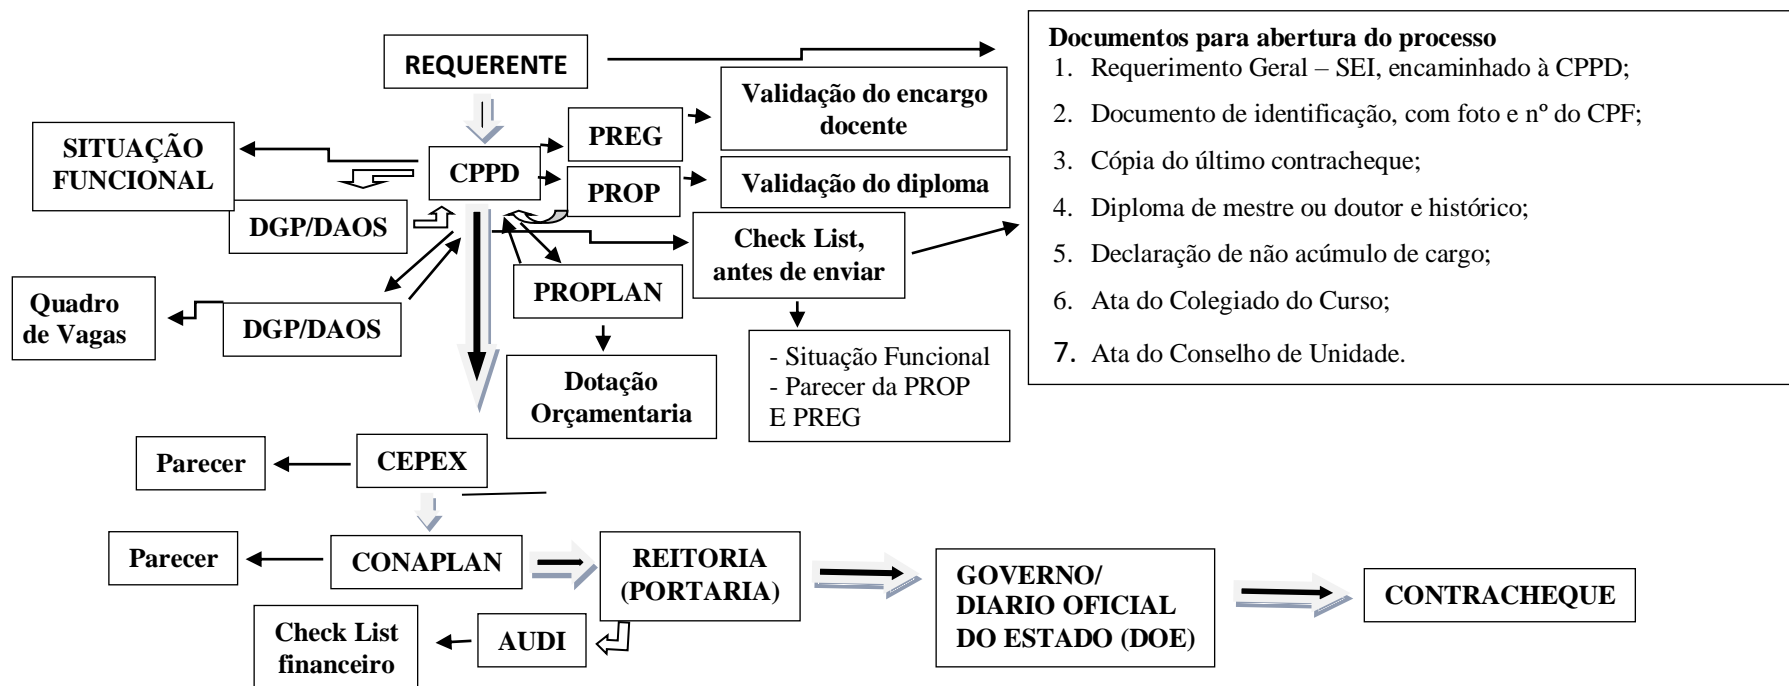 REQUERENTE
Documentos para abertura do processo
1. Requerimento Geral – SEI, encaminhado à CPPD;
2. Documento de identificação, com foto e nº do CPF;
3. Cópia do último contracheque;
4. Diploma de mestre ou doutor e histórico;
5. Declaração de não acúmulo de cargo;
6. Ata do Colegiado do Curso;
7. Ata do Conselho de Unidade.
SITUAÇÃO
FUNCIONAL
CPPD
PREG
Validação do encargo
docente
PROP
Validação do diploma
DGP/DAOS
Check List,
antes de enviar
PROPLAN
Quadro
de Vagas
DGP/DAOS
Dotação
Orçamentaria
- Situação Funcional
- Parecer da PROP
E PREG
Parecer
CEPEX
Parecer
CONAPLAN
REITORIA
(PORTARIA)
GOVERNO/
DIARIO OFICIAL
DO ESTADO (DOE)
CONTRACHEQUE
Check List
financeiro
AUDI